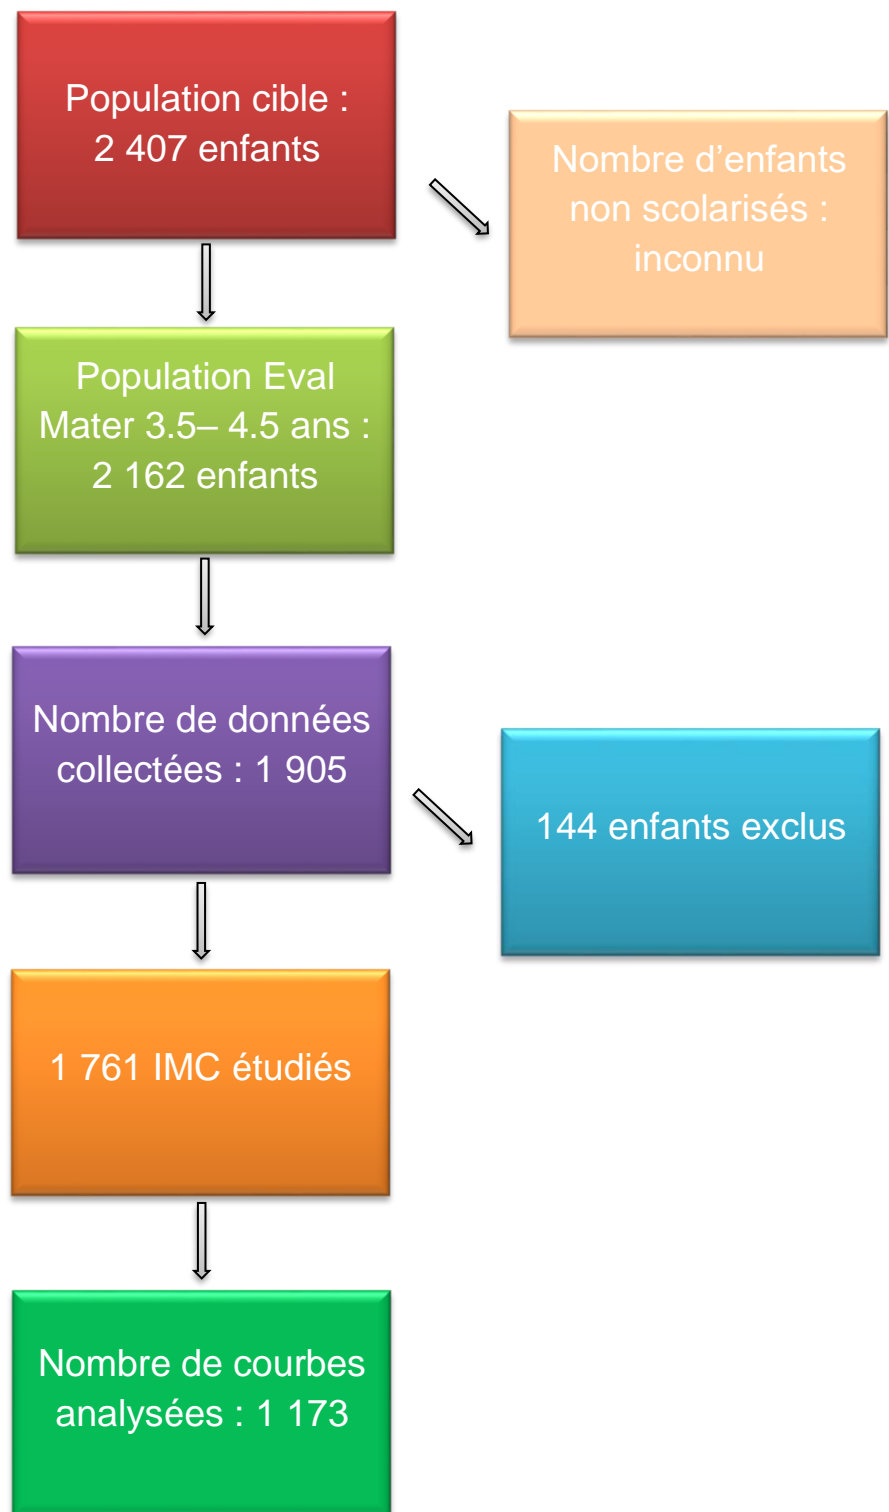 Population cible :
2 407 enfants
Nombre d’enfants
non scolarisés :
inconnu
Population Eval
Mater 3.5– 4.5 ans :
2 162 enfants
Nombre de données
collectées : 1 905
144 enfants exclus
1 761 IMC étudiés
Nombre de courbes
analysées : 1 173